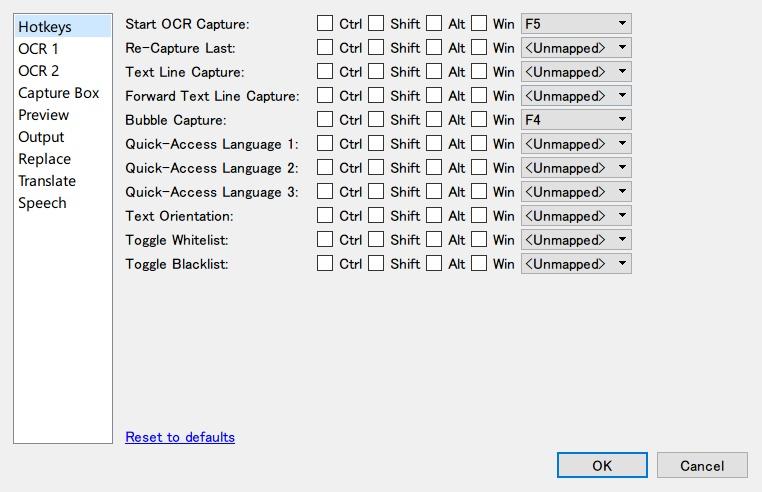 Hotkeys
OCR 1
OCR 2
Capture Box
Preview
Output
Replace
Translate
Speech
Start OCR Capture: Ctrl Shift Alt Win F5
Re-Capture Last: Ctrl Shift Alt Win <Unmapped>
Text Line Capture: Ctrl Shift Alt Win <Unmapped>
Forward Text Line Capture: Ctrl Shift Alt Win <Unmapped>
Bubble Capture: Ctrl Shift Alt Win F4
Quick-Access Language 1: Ctrl Shift Alt Win <Unmapped>
Quick-Access Language 2: Ctrl Shift Alt Win <Unmapped>
Quick-Access Language 3: Ctrl Shift Alt Win <Unmapped>
Text Orientation: Ctrl Shift Alt Win <Unmapped>
Toggle Whitelist: Ctrl Shift Alt Win <Unmapped>
Toggle Blacklist: Ctrl Shift Alt Win <Unmapped>
Reset to defaults
OK Cancel